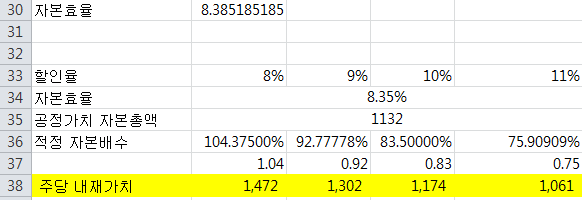 30 자본효율 8.385185185
31
32
33 할인율 8% 9% 10% 11%
34 자본효율 8.35%
35 공정가치 자본총액 1132
36 적정 자본배수 104.37500% 92.77778% 83.50000% 75.90909%
37 1.04 0.92 0.83 0.75
38 주당 내재가치 1,472 1,302 1,174 1,061